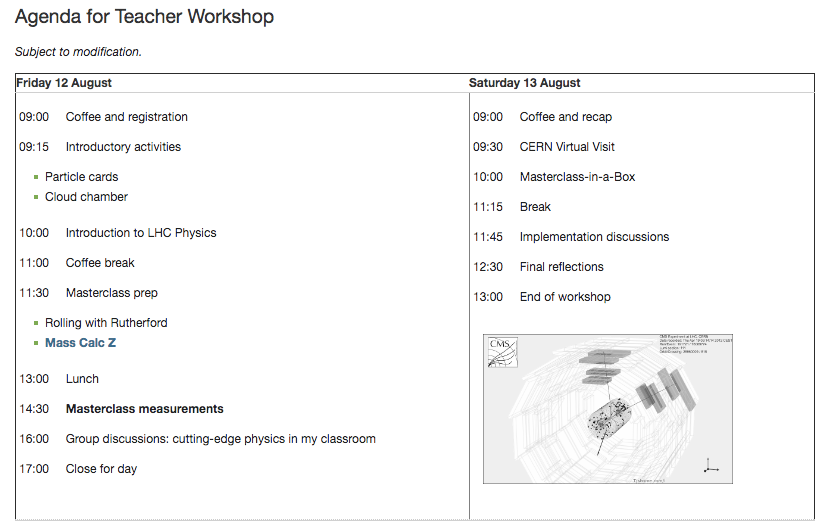 Agenda for Teacher Workshop
Subject to modification.
Friday 12 August
09:00 Coffee and registration
09:15 Introductory activities
Particle cards
Cloud chamber
10:00 Introduction to LHC Physics
11:00 Coffee break
11:30 Masterclass prep
Rolling with Rutherford
Mass Calc Z
13:00 Lunch
14:30 Masterclass measurements
16:00 Group discussions: cutting-edge physics in my classroom
17:00 Close for day
Saturday 13 August
09:00 Coffee and recap
09:30 CERN Virtual Visit
10:00 Masterclass-in-a-Box
11:15 Break
11:45 Implementation discussions
12:30 Final reflections
13:00 End of workshop
CMS
CMS Experiment at LHC, CERN